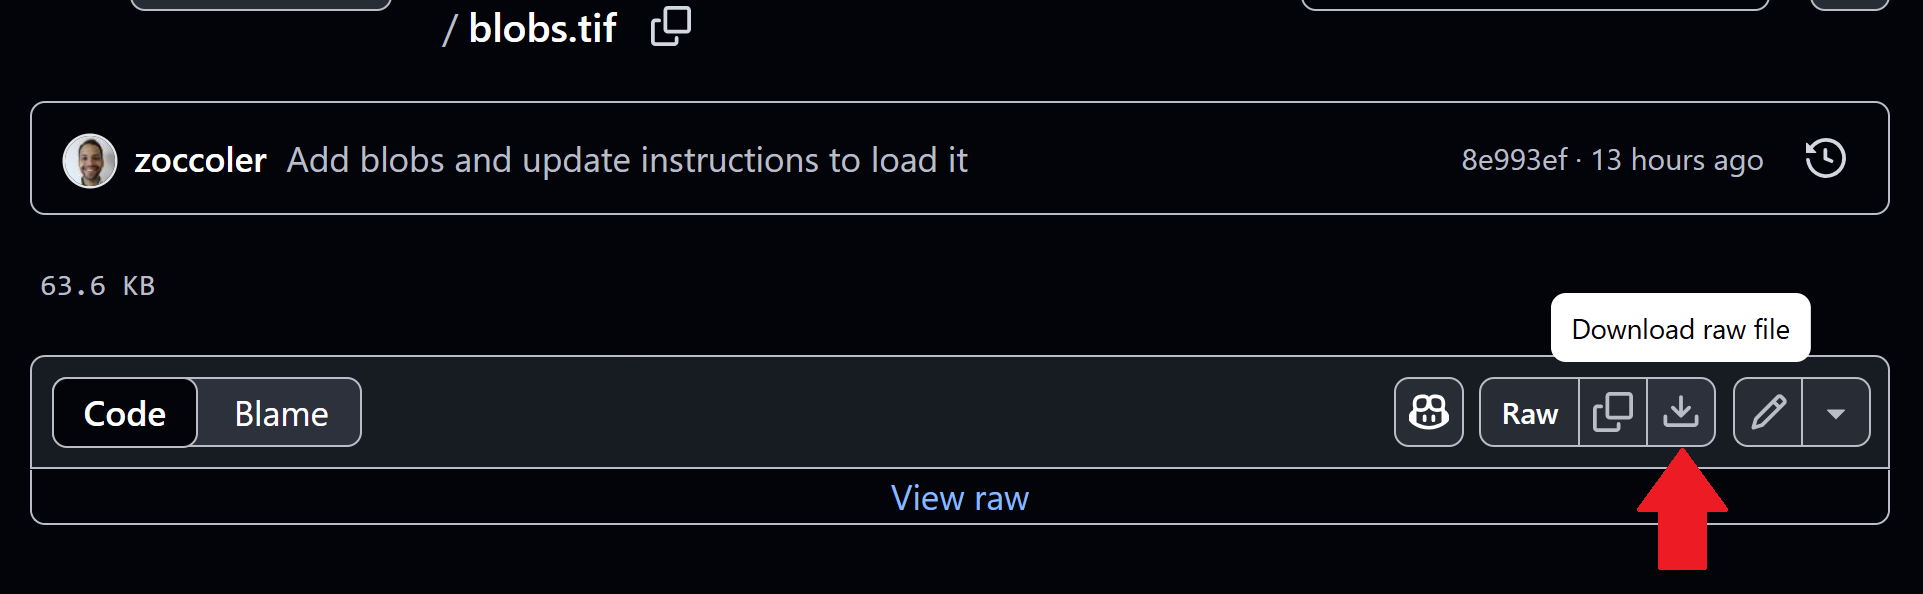 / blobs.tif
zoccoler Add blobs and update instructions to load it 8e993ef · 13 hours ago
63.6 KB
Download raw file
Code Blame Raw
View raw